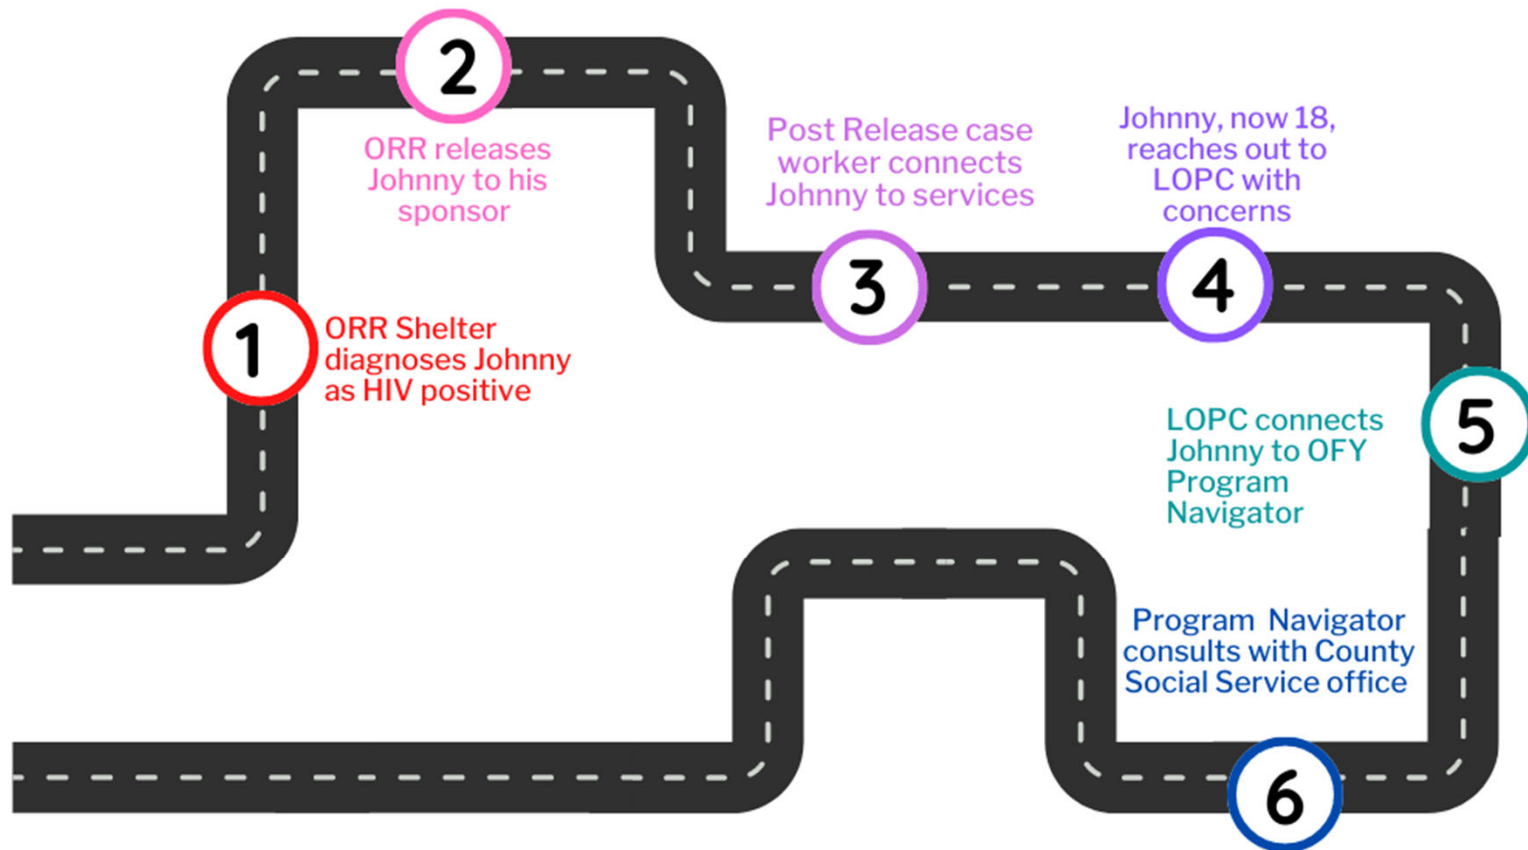 1
ORR Shelter
diagnoses Johnny
as HIV positive
2
ORR releases
Johnny to his
sponsor
Post Release case
worker connects
Johnny to services
3
Johnny, now 18,
reaches out to
LOPC with
concerns
4
5
LOPC connects
Johnny to OFY
Program
Navigator
Program Navigator
consults with County
Social Service office
6